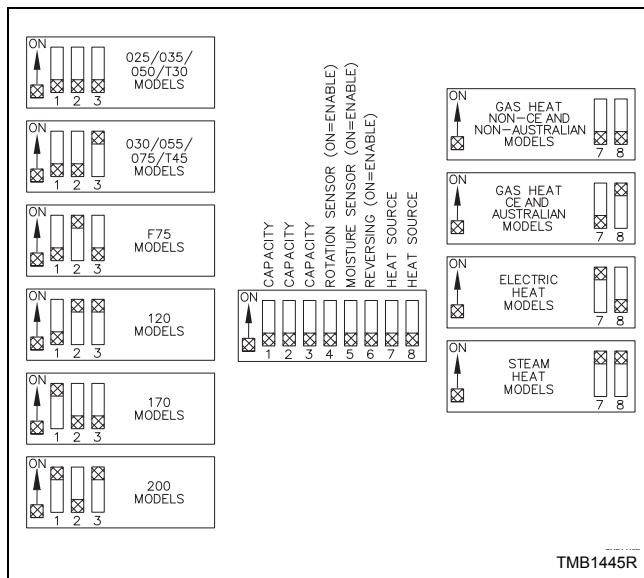 ON
025/035/
050/T30
MODELS
1 2 3
ON
030/055/
075/T45
MODELS
1 2 3
ON
F75
MODELS
1 2 3
ON
120
MODELS
1 2 3
ON
170
MODELS
1 2 3
ON
200
MODELS
1 2 3
CAPACITY
CAPACITY
CAPACITY
ROTATION SENSOR (ON=ENABLE)
MOISTURE SENSOR (ON=ENABLE)
REVERSING (ON=ENABLE)
HEAT SOURCE
HEAT SOURCE
ON
1 2 3 4 5 6 7 8
ON
GAS HEAT
NON-CE AND
NON-AUSTRALIAN
MODELS
7 8
ON
GAS HEAT
CE AND
AUSTRALIAN
MODELS
7 8
ON
ELECTRIC
HEAT
MODELS
7 8
ON
STEAM
HEAT
MODELS
7 8
TMB1445R